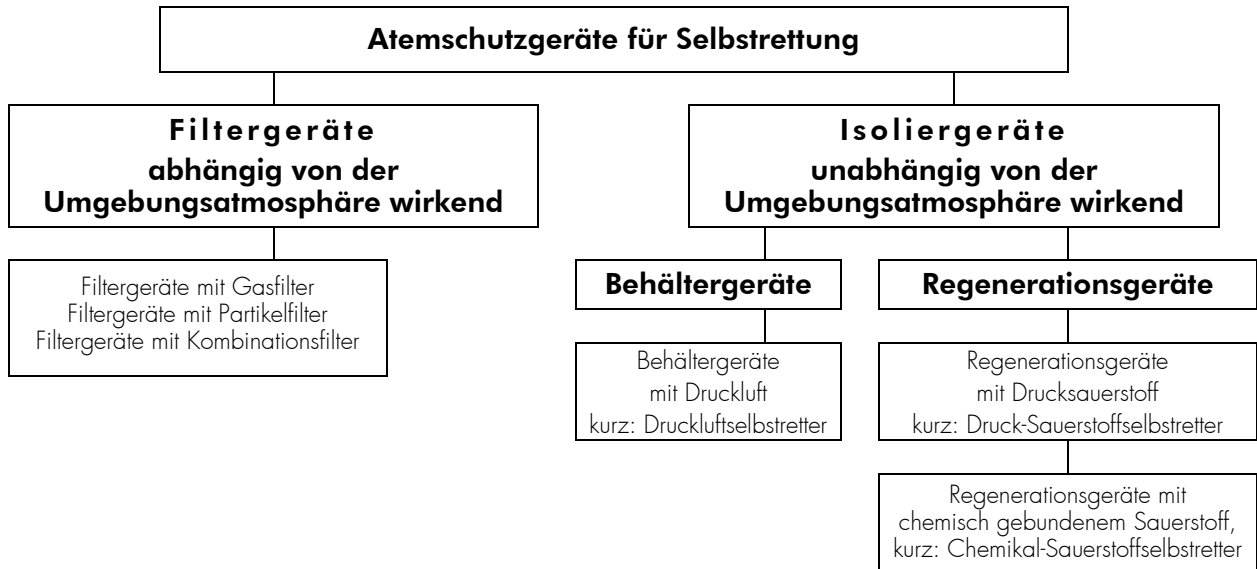 Atemschutzgeräte für Selbstrettung
Filtergeräte
abhängig von der
Umgebungsatmosphäre wirkend
Isoliergeräte
unabhängig von der
Umgebungsatmosphäre wirkend
Filtergeräte mit Gasfilter
Filtergeräte mit Partikelfilter
Filtergeräte mit Kombinationsfilter
Behältergeräte
Regenerationsgeräte
Behältergeräte
mit Druckluft
kurz: Druckluftselbstretter
Regenerationsgeräte
mit Drucksauerstoff
kurz: Druck-Sauerstoffselbstretter
Regenerationsgeräte mit
chemisch gebundenem Sauerstoff,
kurz: Chemikal-Sauerstoffselbstretter